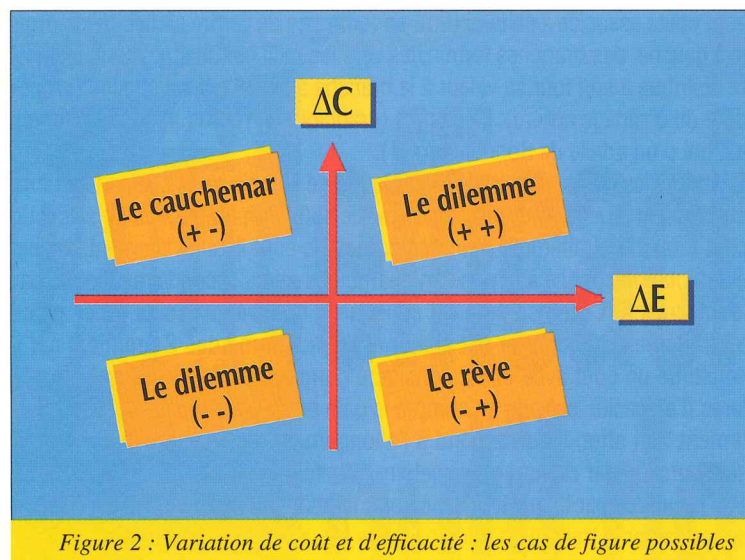 ΔC
Le cauchemar
(+ -)
Le dilemme
(+ +)
ΔE
Le dilemme
(- -)
Le rève
(- +)
Figure 2 : Variation de coût et d'efficacité : les cas de figure possibles